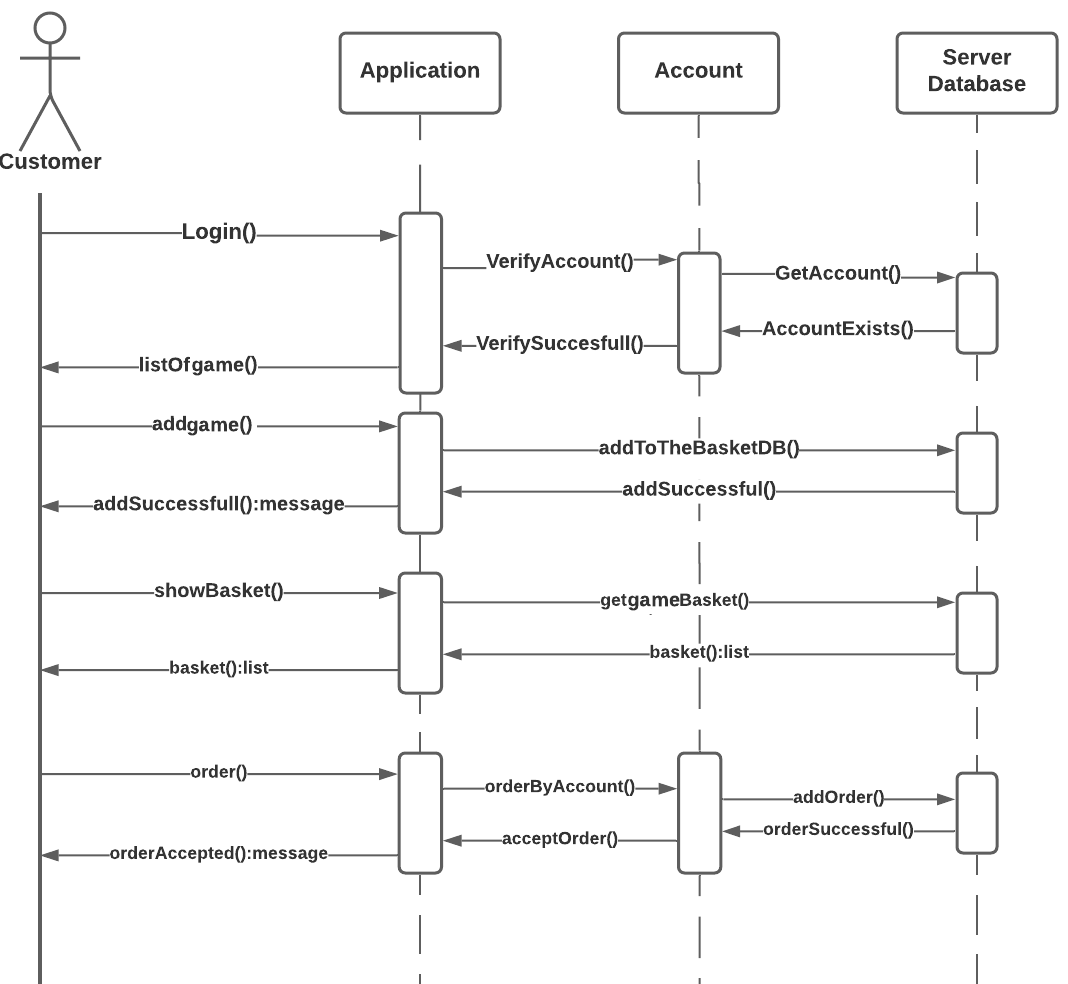 Application
Account
Server
Database
Customer
Login()
VerifyAccount()
GetAccount()
AccountExists()
VerifySuccesfull()
listOfgame()
addgame()
addToTheBasketDB()
addSuccessful()
addSuccessfull():message
showBasket()
getgameBasket()
basket():list
basket():list
order()
orderByAccount()
addOrder()
orderSuccessful()
acceptOrder()
orderAccepted():message